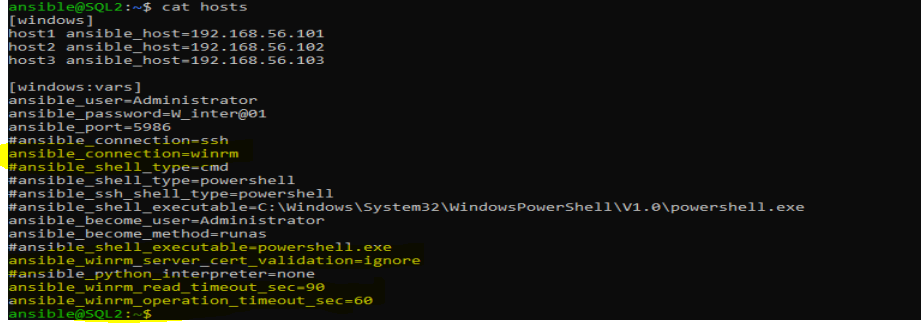 ansible@SQL2:~$ cat hosts
[windows]
host1 ansible_host=192.168.56.101
host2 ansible_host=192.168.56.102
host3 ansible_host=192.168.56.103
[windows:vars]
ansible_user=Administrator
ansible_password=W_inter@01
ansible_port=5986
#ansible_connection=ssh
ansible_connection=winrm
#ansible_shell_type=cmd
#ansible_shell_type=powershell
#ansible_ssh_shell_type=powershell
#ansible_shell_executable=C:\Windows\System32\WindowsPowerShell\V1.0\powershell.exe
ansible_become_user=Administrator
ansible_become_method=runas
#ansible_shell_executable=powershell.exe
ansible_winrm_server_cert_validation=ignore
#ansible_python_interpreter=none
ansible_winrm_read_timeout_sec=90
ansible_winrm_operation_timeout_sec=60
ansible@SQL2:~$